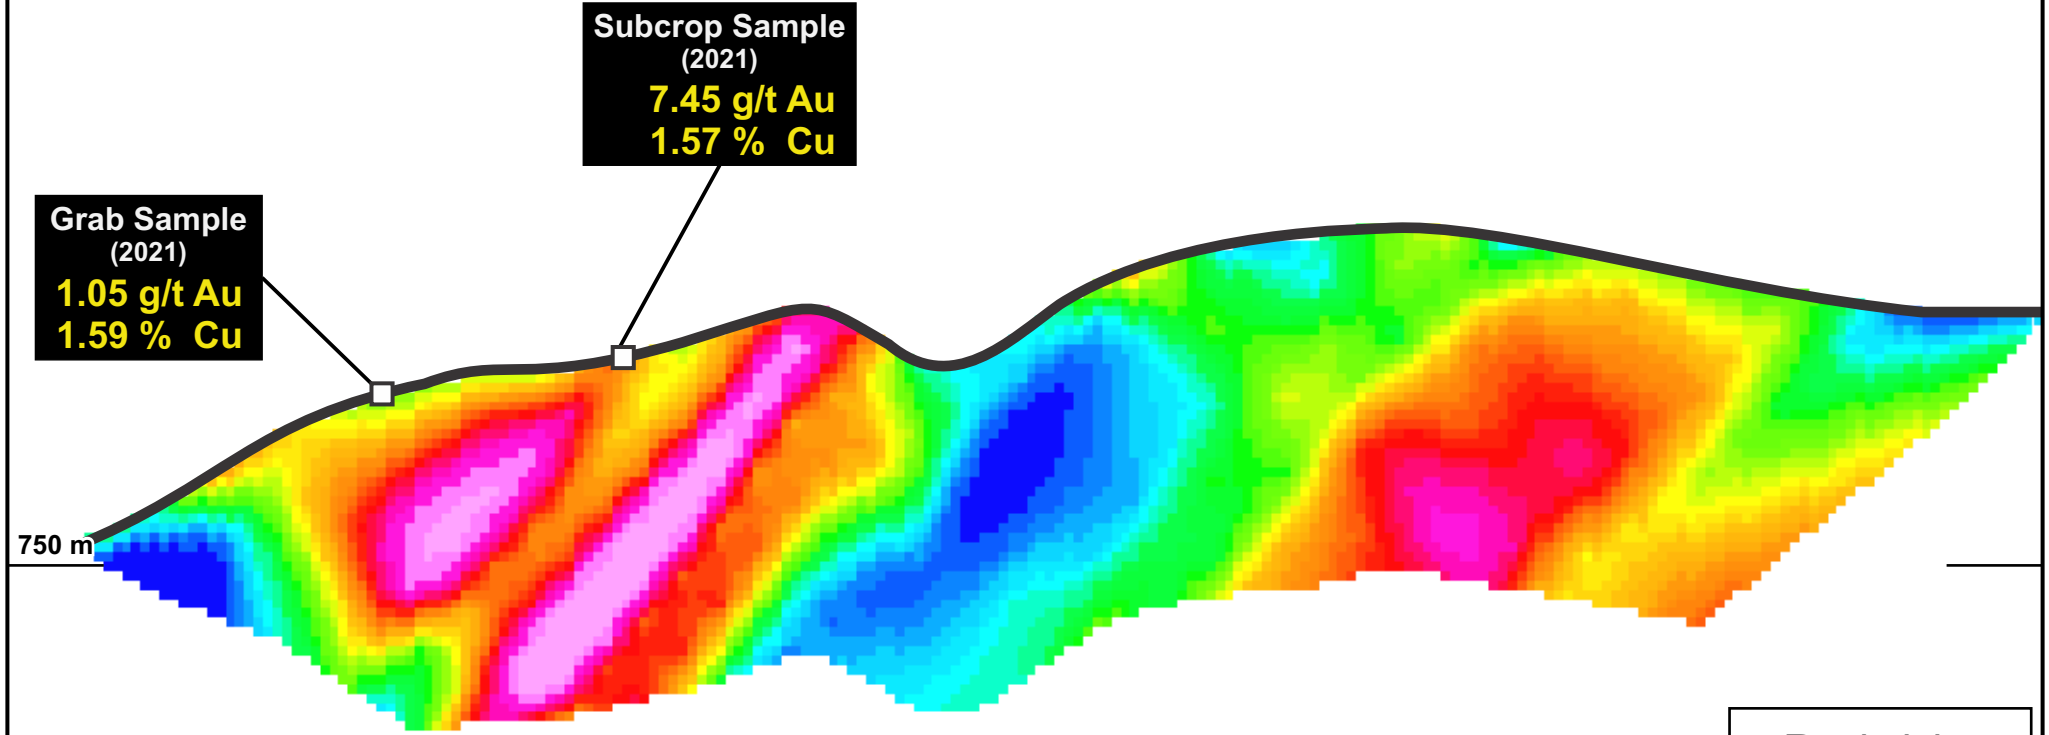 Subcrop Sample
(2021)
7.45 g/t Au
1.57 % Cu
Grab Sample
(2021)
1.05 g/t Au
1.59 % Cu
750 m